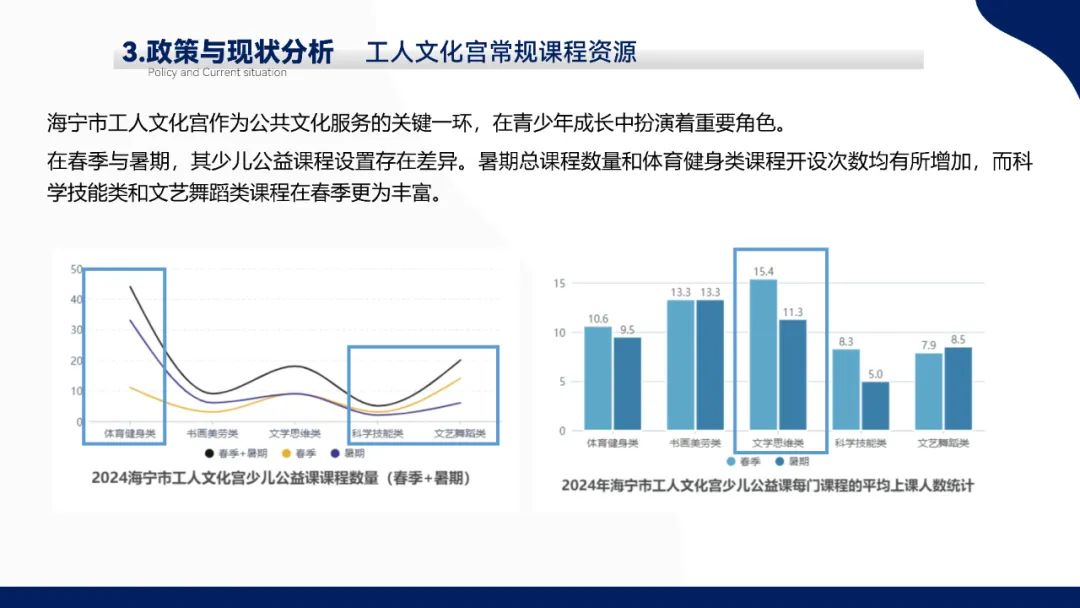 3.政策与现状分析 工人文化宫常规课程资源
Policy and Current situation
海宁市工人文化宫作为公共文化服务的关键一环，在青少年成长中扮演着重要角色。
在春季与暑期，其少儿公益课程设置存在差异。暑期总课程数量和体育健身类课程开设次数均有所增加，而科
学技能类和文艺舞蹈类课程在春季更为丰富。
50
40
30
20
10
0
体育健身类 书画美劳类 文学思维类 科学技能类 文艺舞蹈类
春季+暑期 春季 暑期
2024海宁市工人文化宫少儿公益课课程数量（春季+暑期）
15
10
5
0
10.6 9.5 13.3 13.3 15.4 11.3 8.3 5.0 7.9 8.5
体育健身类 书画美劳类 文学思维类 科学技能类 文艺舞蹈类
春季 暑期
2024年海宁市工人文化宫少儿公益课每门课程的平均上课人数统计